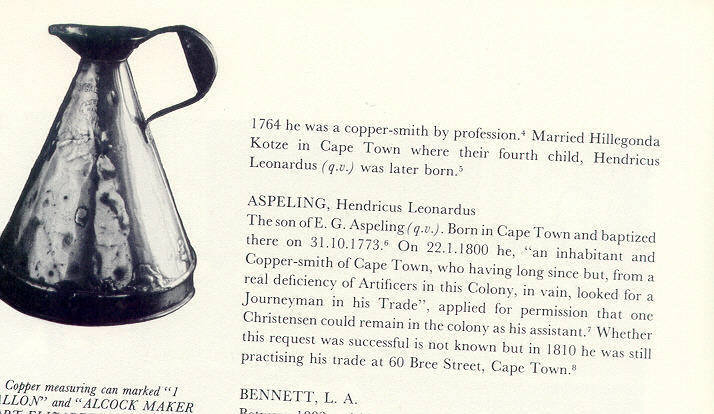 1764 he was a copper-smith by profession.⁴ Married Hillegonda
Kotze in Cape Town where their fourth child, Hendricus
Leonardus (q.v.) was later born.⁵
ASPELING, Hendricus Leonardus
The son of E. G. Aspeling (q.v.). Born in Cape Town and baptized
there on 31.10.1773.⁶ On 22.1.1800 he, “an inhabitant and
Copper-smith of Cape Town, who having long since but, from a
real deficiency of Artificers in this Colony, in vain, looked for a
Journeyman in his Trade”, applied for permission that one
Christensen could remain in the colony as his assistant.⁷ Whether
this request was successful is not known but in 1810 he was still
practising his trade at 60 Bree Street, Cape Town.⁸
BENNETT, L. A.
Copper measuring can marked “1
ALLON” and “ALCOCK MAKER